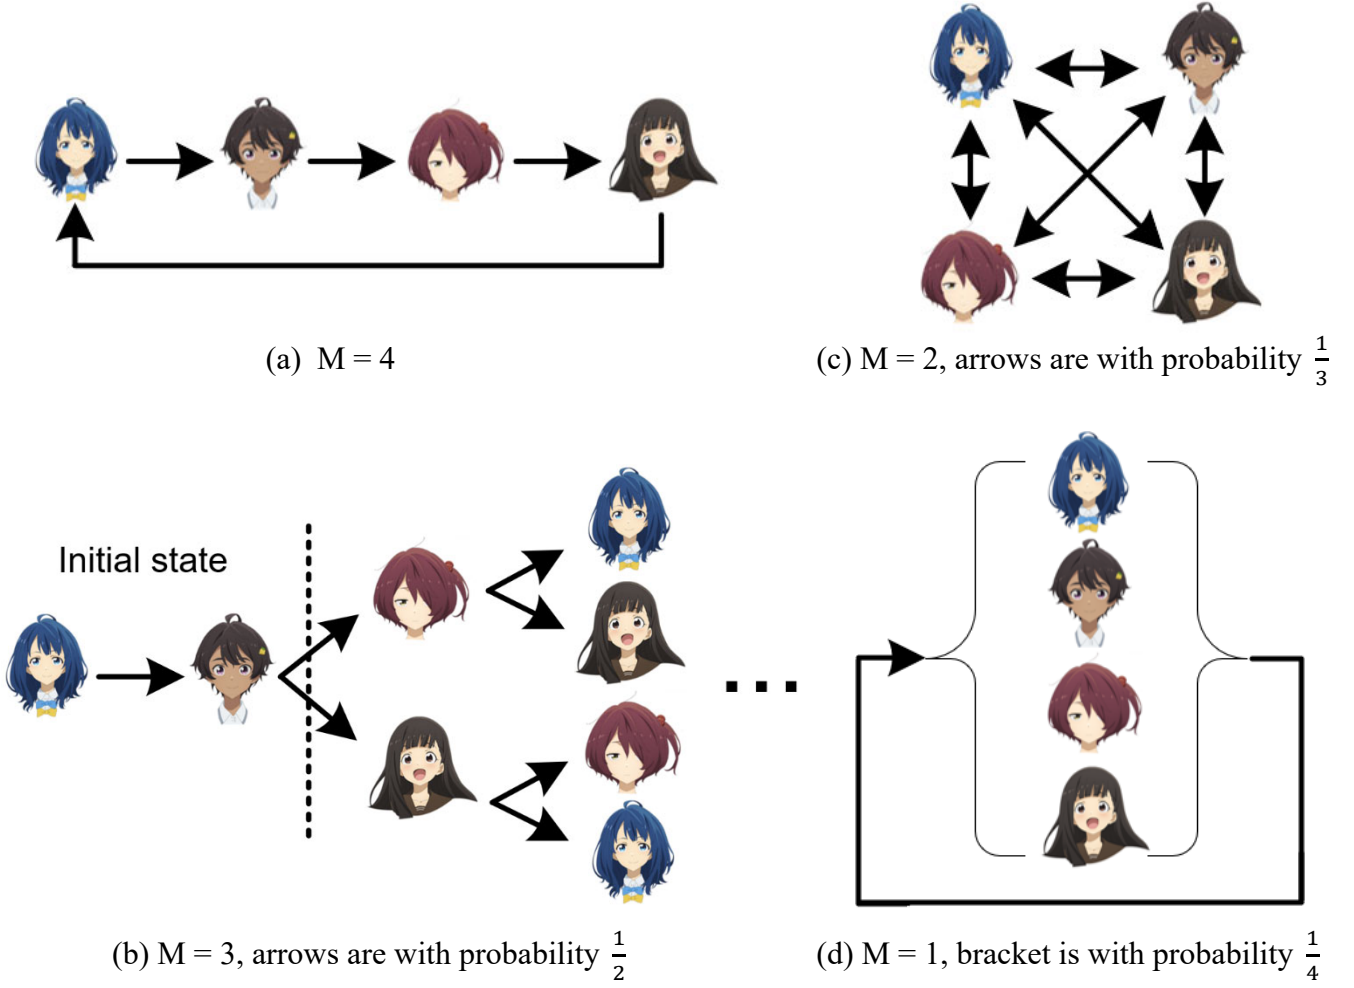 (a) M = 4
(c) M = 2, arrows are with probability 1/3
Initial state
...
(b) M = 3, arrows are with probability 1/2
(d) M = 1, bracket is with probability 1/4